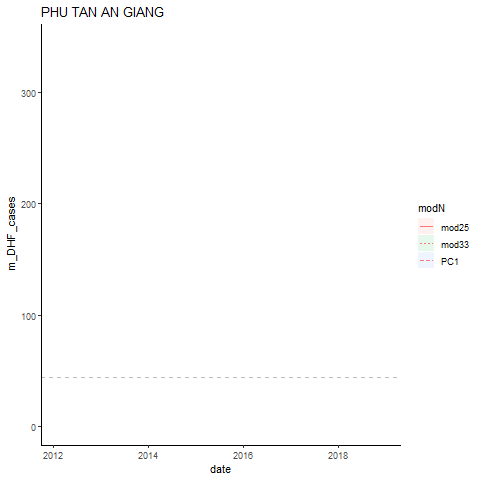 PHU TAN AN GIANG
300
200
100
0
m_DHF_cases
2012
2014
2016
2018
date
modN
mod25
mod33
PC1